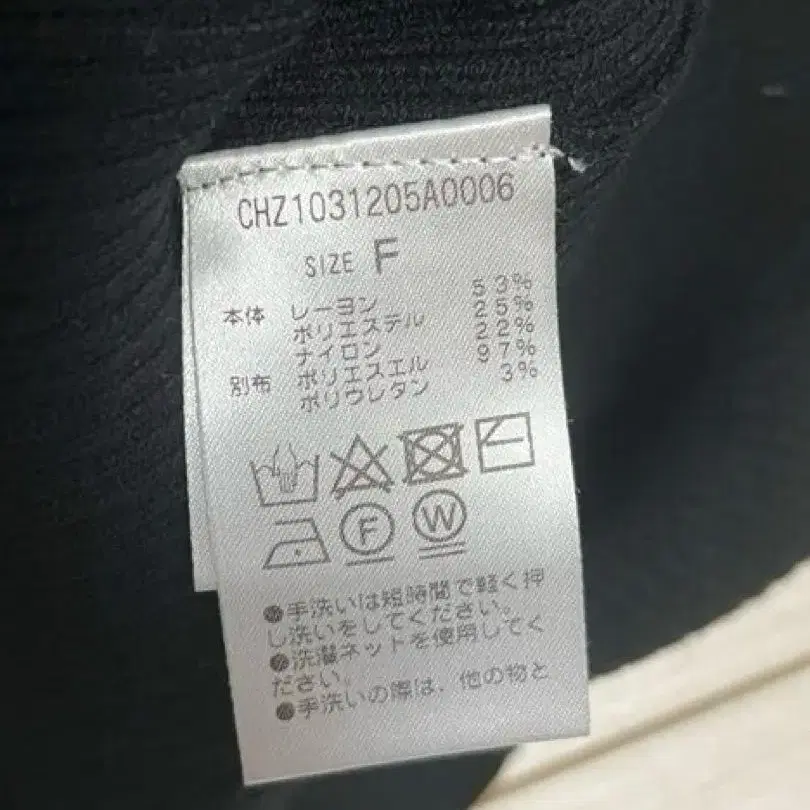 CHZ1031205A0006
SIZE F
本体 レーヨン 53%
ポリエステル 25%
ナイロン 22%
別布 ポリエスエル 97%
ポリウレタン 3%
F W
●手洗いは短時間で軽く押
し洗いをしてください。
●洗濯ネットを使用してく
ださい。
●手洗いの際は、他の物と